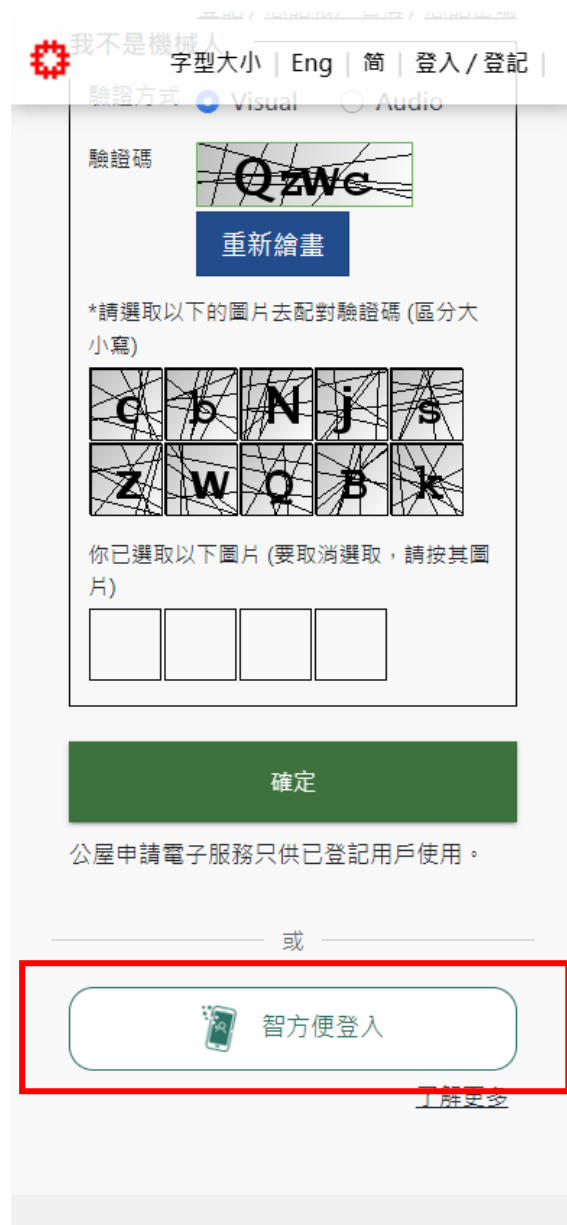 我不是機械人
字型大小 | Eng | 简 | 登入 / 登記 |
驗證方式 Visual Audio
驗證碼 QzWc
重新繪畫
*請選取以下的圖片去配對驗證碼 (區分大
小寫)
c b N j s
z w Q B k
你已選取以下圖片 (要取消選取，請按其圖
片)
確定
公屋申請電子服務只供已登記用戶使用。
或
智方便登入
了解更多